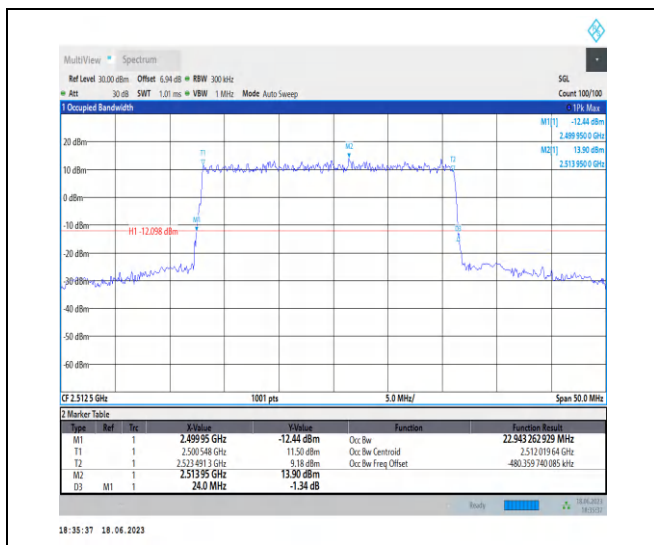 MultiView Spectrum
Ref Level 30.00 dBm Offset 6.94 dB RBW 300 kHz SGL
Att 30 dB SWT 1.01 ms VBW 1 MHz Mode Auto Sweep Count 100/100
1 Occupied Bandwidth 1Pk Max
M1[1] -12.44 dBm
2.499 950 0 GHz
M2[1] 13.90 dBm
2.513 950 0 GHz
20 dBm
T1 M2 T2
10 dBm
0 dBm
-10 dBm
M1
H1 -12.098 dBm
D3
-20 dBm
-30 dBm
-40 dBm
-50 dBm
-60 dBm
CF 2.512 5 GHz 1001 pts 5.0 MHz/ Span 50.0 MHz
2 Marker Table
Type Ref Trc X-Value Y-Value Function Function Result
M1 1 2.499 95 GHz -12.44 dBm Occ Bw 22.943 262 929 MHz
T1 1 2.500 548 GHz 11.50 dBm Occ Bw Centroid 2.512 019 64 GHz
T2 1 2.523 491 3 GHz 9.18 dBm Occ Bw Freq Offset -480.359 740 085 kHz
M2 1 2.513 95 GHz 13.90 dBm
D3 M1 1 24.0 MHz -1.34 dB
Ready 18.06.2023
18:35:37
18:35:37 18.06.2023